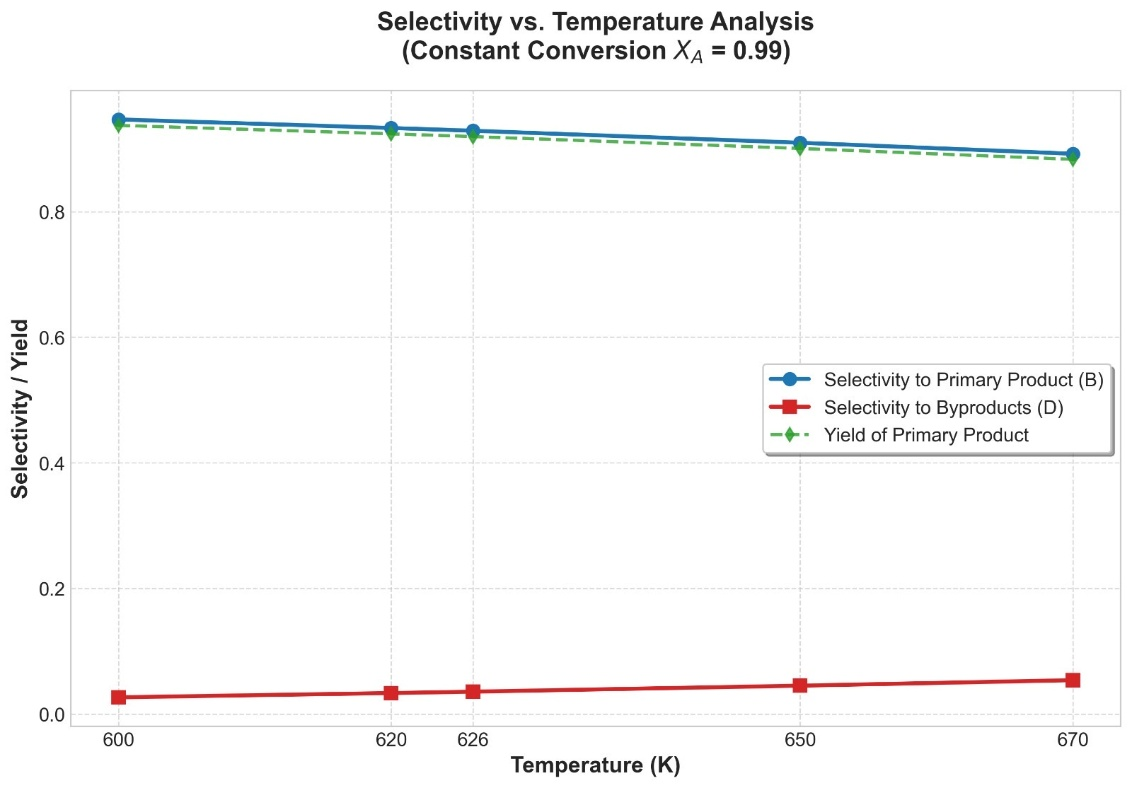 Selectivity vs. Temperature Analysis
(Constant Conversion X_A = 0.99)
Selectivity / Yield
0.8
0.6
0.4
0.2
0.0
Selectivity to Primary Product (B)
Selectivity to Byproducts (D)
Yield of Primary Product
600 620 626 650 670
Temperature (K)